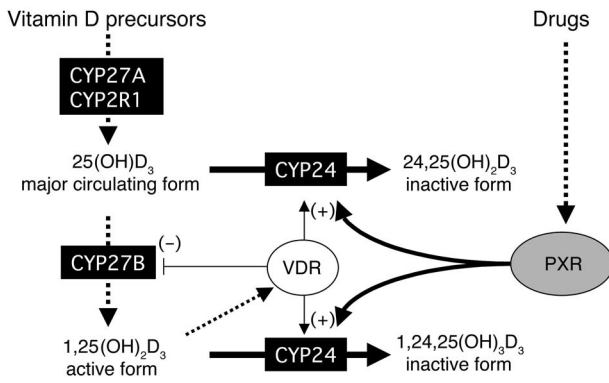 Vitamin D precursors
Drugs
CYP27A
CYP2R1
25(OH)D₃
major circulating form
CYP24
24,25(OH)₂D₃
inactive form
(+)
(−)
CYP27B
VDR
PXR
(+)
1,25(OH)₂D₃
active form
CYP24
1,24,25(OH)₃D₃
inactive form